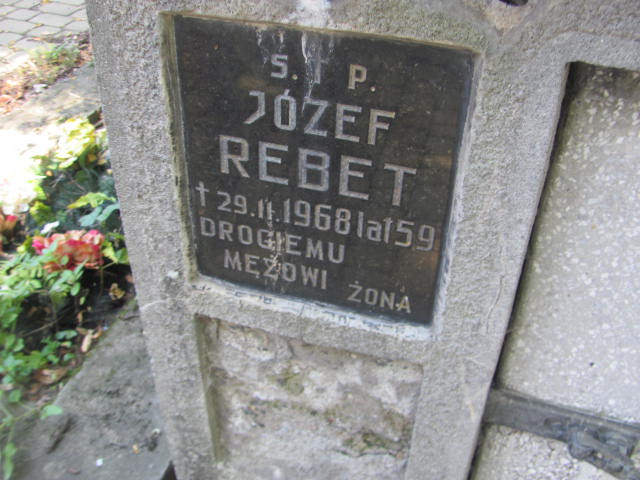 Ś. † P.
JÓZEF
REBET
† 29.11.1968 lat 59
DROGIEMU
MĘŻOWI ŻONA